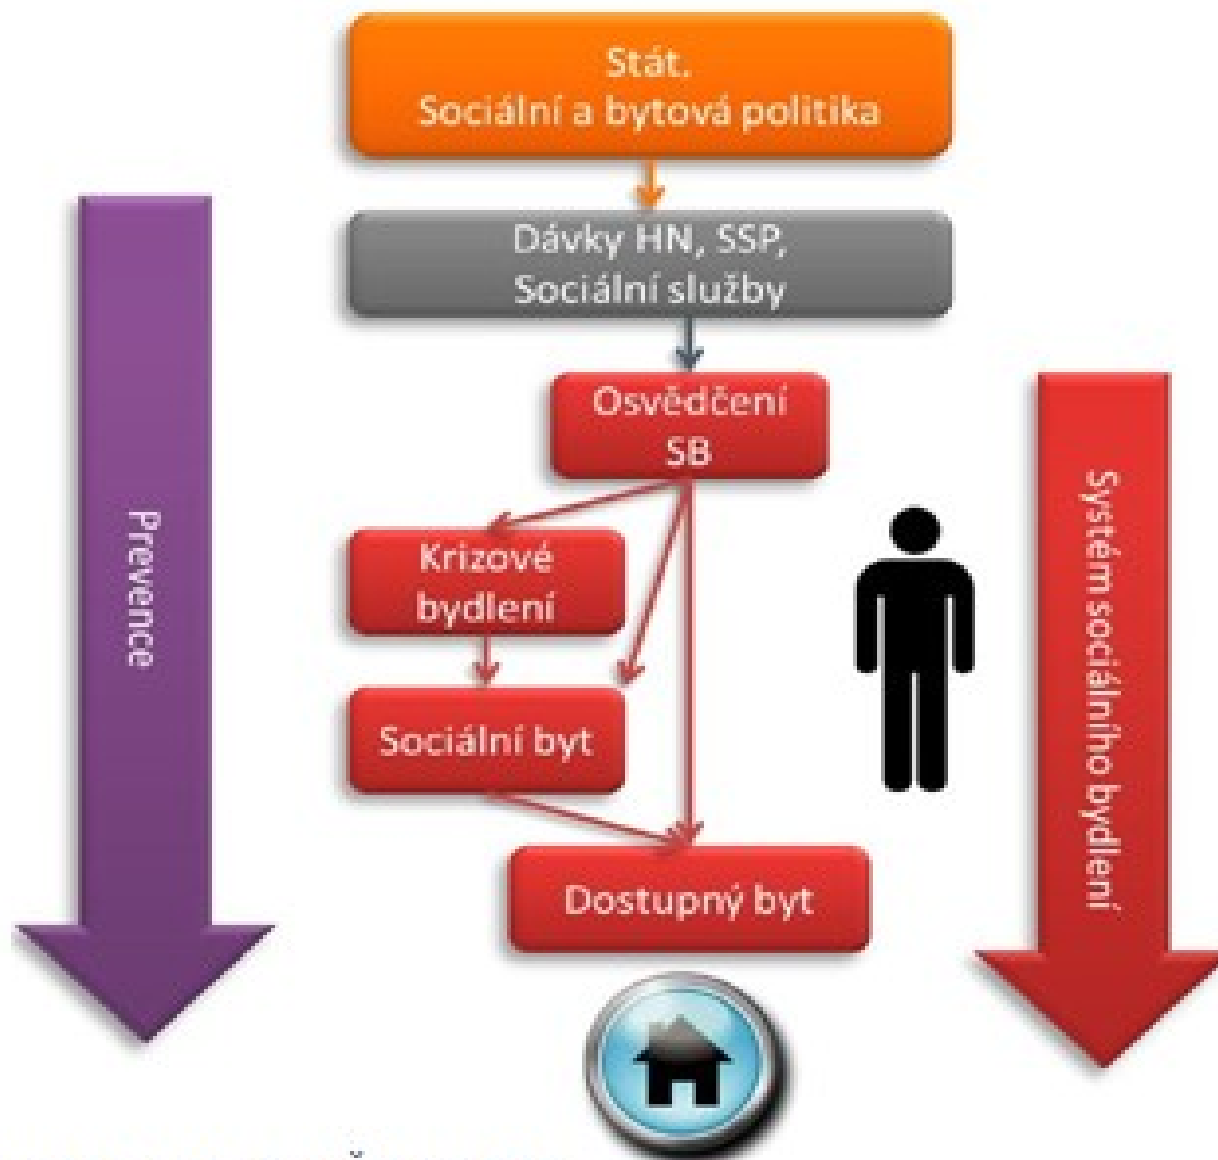 Stát.
Sociální a bytová politika
Dávky HN, SSP,
Sociální služby
Osvědčení
SB
Prevence
Krizové
bydlení
Systém sociálního bydlení
Sociální byt
Dostupný byt